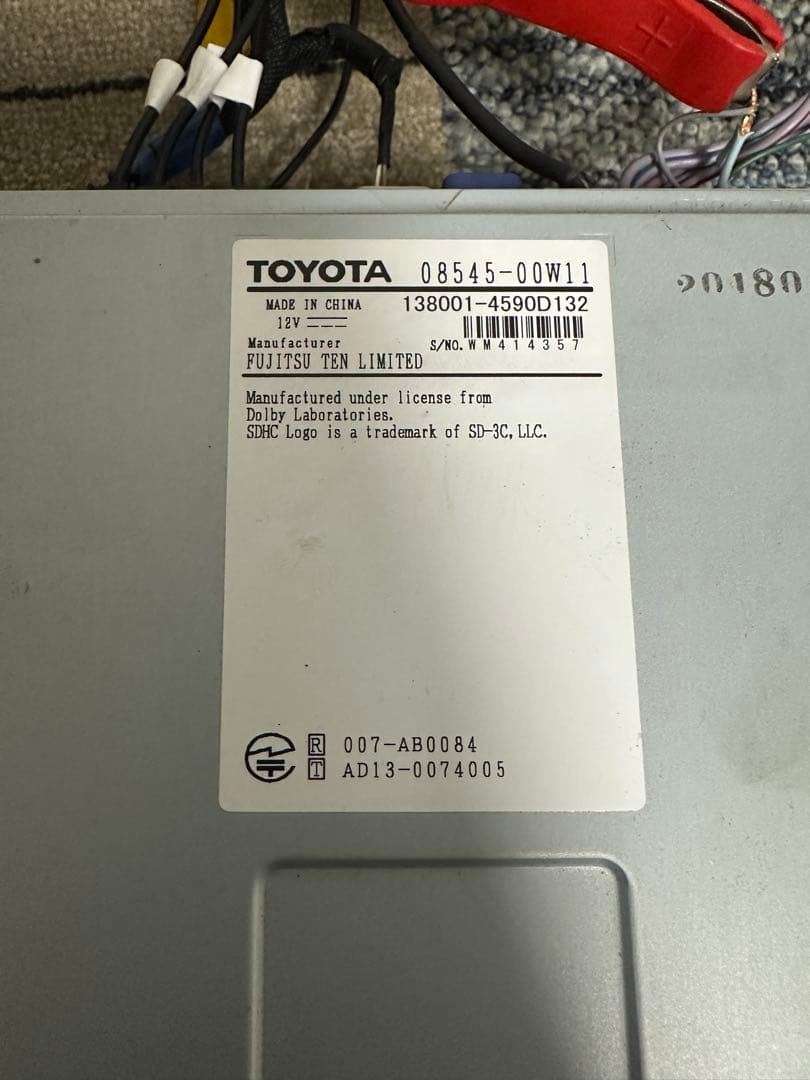 +
TOYOTA 08545-00W11
20180
MADE IN CHINA 138001-4590D132
12V
Manufacturer S/NO. WM414357
FUJITSU TEN LIMITED
Manufactured under license from
Dolby Laboratories.
SDHC Logo is a trademark of SD-3C, LLC.
R 007-AB0084
T AD13-0074005